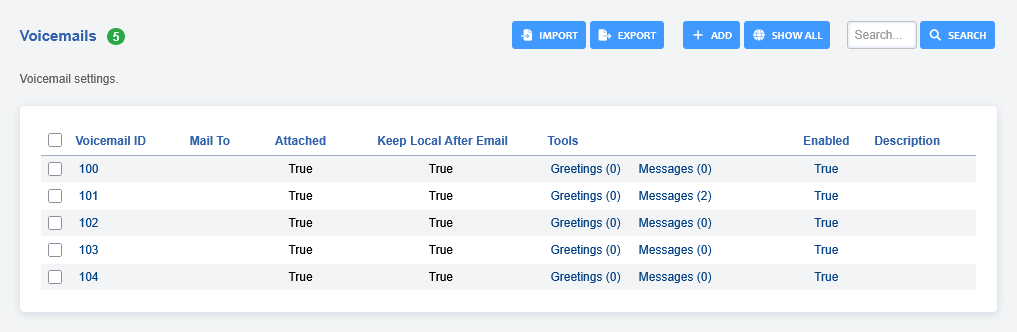 Voicemails 5 IMPORT EXPORT ADD SHOW ALL Search... SEARCH
Voicemail settings.
Voicemail ID Mail To Attached Keep Local After Email Tools Enabled Description
100 True True Greetings (0) Messages (0) True
101 True True Greetings (0) Messages (2) True
102 True True Greetings (0) Messages (0) True
103 True True Greetings (0) Messages (0) True
104 True True Greetings (0) Messages (0) True